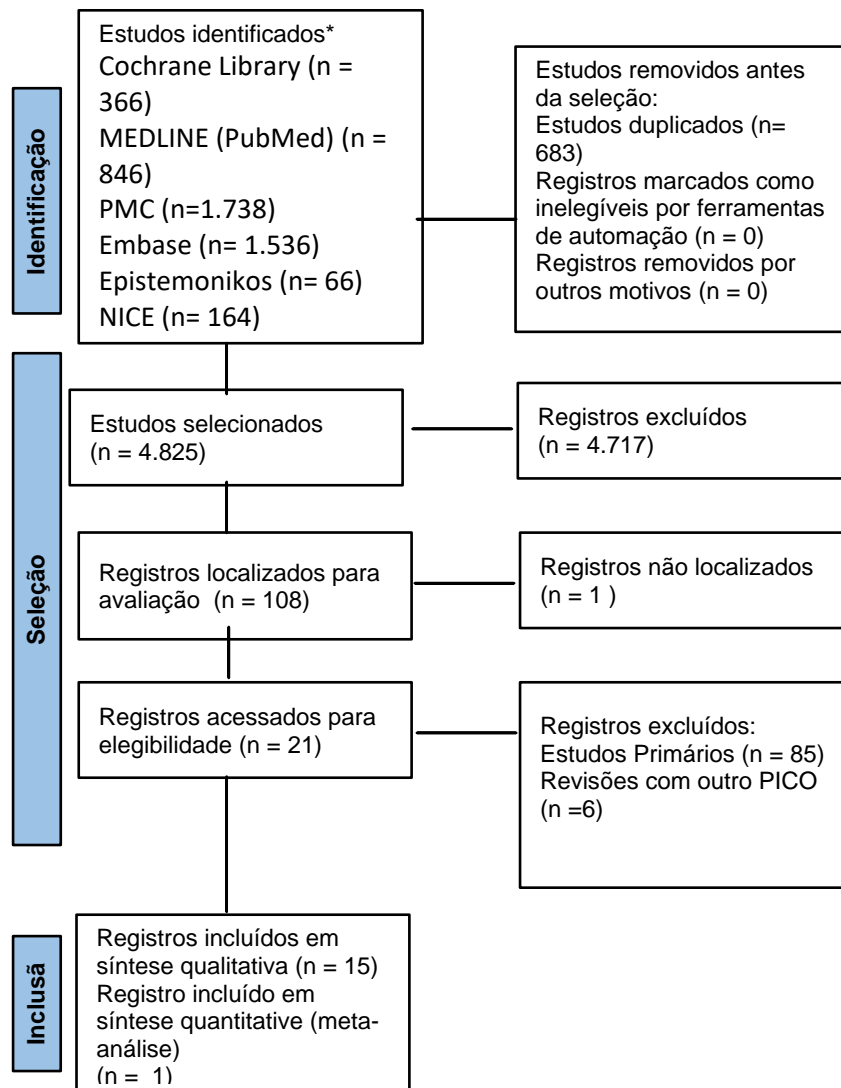 Identificação
Estudos identificados*
Cochrane Library (n =
366)
MEDLINE (PubMed) (n =
846)
PMC (n=1.738)
Embase (n= 1.536)
Epistemonikos (n= 66)
NICE (n= 164)
Estudos removidos antes
da seleção:
Estudos duplicados (n=
683)
Registros marcados como
inelegíveis por ferramentas
de automação (n = 0)
Registros removidos por
outros motivos (n = 0)
Seleção
Estudos selecionados
(n = 4.825)
Registros excluídos
(n = 4.717)
Registros localizados para
avaliação (n = 108)
Registros não localizados
(n = 1 )
Registros acessados para
elegibilidade (n = 21)
Registros excluídos:
Estudos Primários (n = 85)
Revisões com outro PICO
(n =6)
Inclusã
Registros incluídos em
síntese qualitativa (n = 15)
Registro incluído em
síntese quantitative (meta-
análise)
(n = 1)